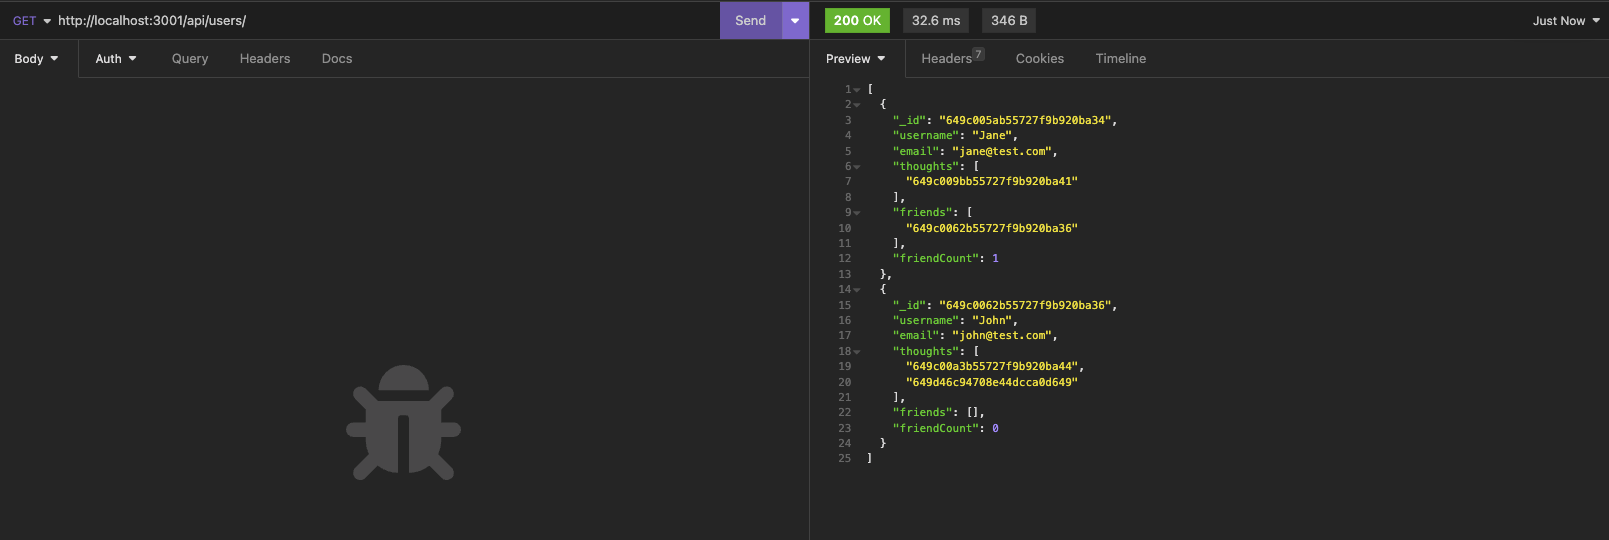 GET http://localhost:3001/api/users/ Send 200 OK 32.6 ms 346 B Just Now
Body Auth Query Headers Docs
Preview Headers 7 Cookies Timeline
1 [
2 {
3 "_id": "649c005ab55727f9b920ba34",
4 "username": "Jane",
5 "email": "jane@test.com",
6 "thoughts": [
7 "649c009bb55727f9b920ba41"
8 ],
9 "friends": [
10 "649c0062b55727f9b920ba36"
11 ],
12 "friendCount": 1
13 },
14 {
15 "_id": "649c0062b55727f9b920ba36",
16 "username": "John",
17 "email": "john@test.com",
18 "thoughts": [
19 "649c00a3b55727f9b920ba44",
20 "649d46c94708e44dcca0d649"
21 ],
22 "friends": [],
23 "friendCount": 0
24 }
25 ]